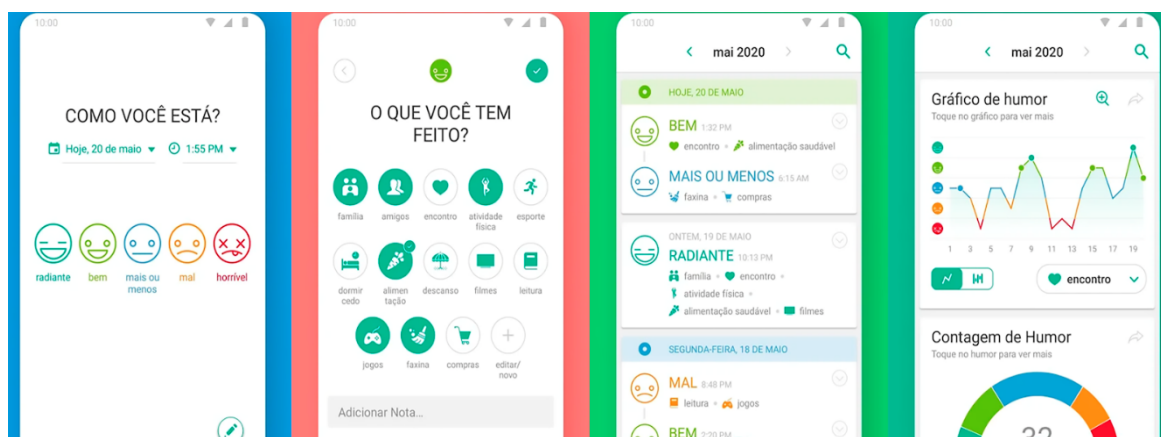 10:00
COMO VOCÊ ESTÁ?
Hoje, 20 de maio
1:55 PM
radiante
bem
mais ou
menos
mal
horrível
10:00
O QUE VOCÊ TEM
FEITO?
família
amigos
encontro
atividade
física
esporte
dormir
cedo
alimen
tação
descanso
filmes
leitura
jogos
faxina
compras
editar/
novo
Adicionar Nota...
10:00
mai 2020
HOJE, 20 DE MAIO
BEM 1:32 PM
encontro alimentação saudável
MAIS OU MENOS 6:15 AM
faxina compras
ONTEM, 19 DE MAIO
RADIANTE 10:13 PM
família encontro
atividade física
alimentação saudável filmes
SEGUNDA-FEIRA, 18 DE MAIO
MAL 8:48 PM
leitura jogos
BEM 2:20 PM
10:00
mai 2020
Gráfico de humor
Toque no gráfico para ver mais
1 3 5 7 9 11 13 15 17 19
encontro
Contagem de Humor
Toque no humor para ver mais